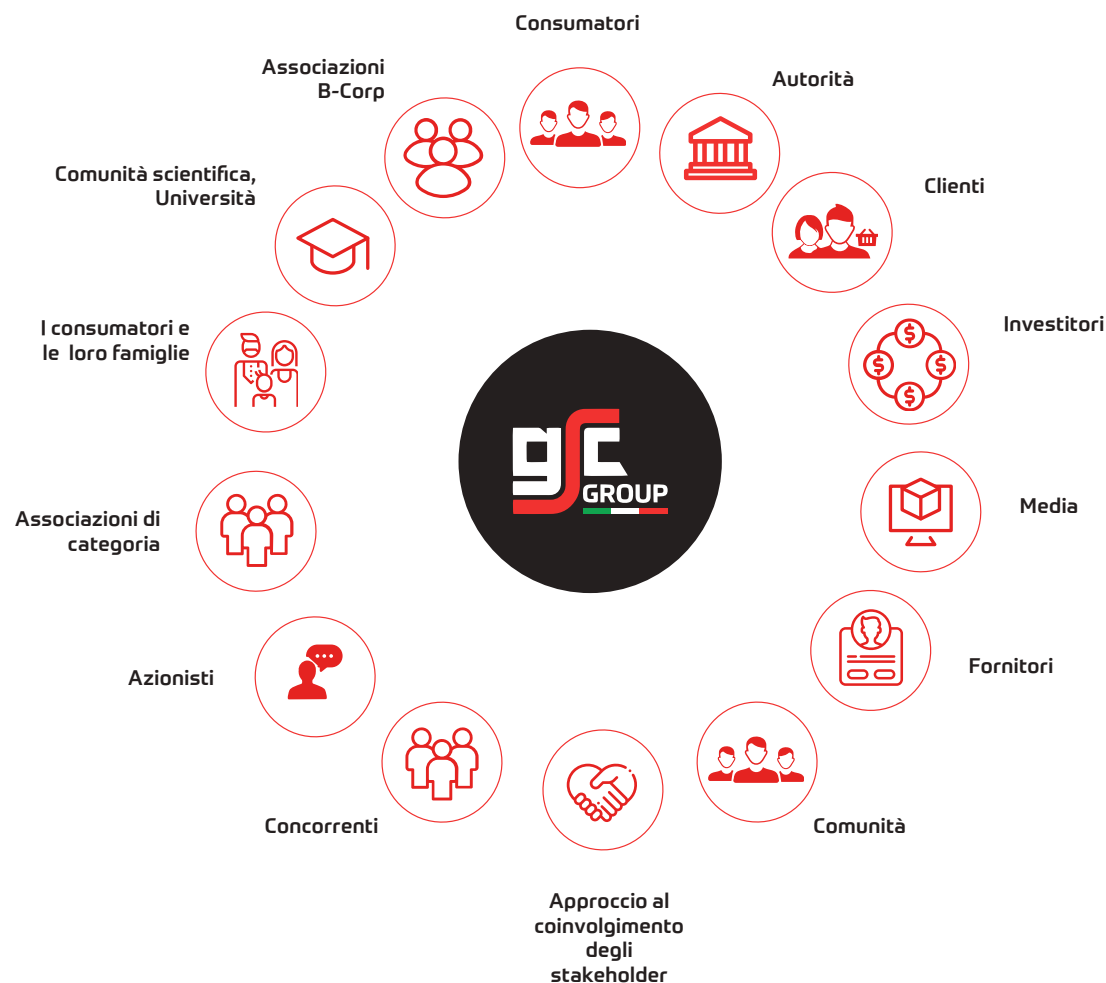 Consumatori
Associazioni
B-Corp
Autorità
Comunità scientifica,
Università
Clienti
I consumatori e
le loro famiglie
Investitori
gsc
GROUP
Associazioni di
categoria
Media
Azionisti
Fornitori
Concorrenti
Comunità
Approccio al
coinvolgimento
degli
stakeholder